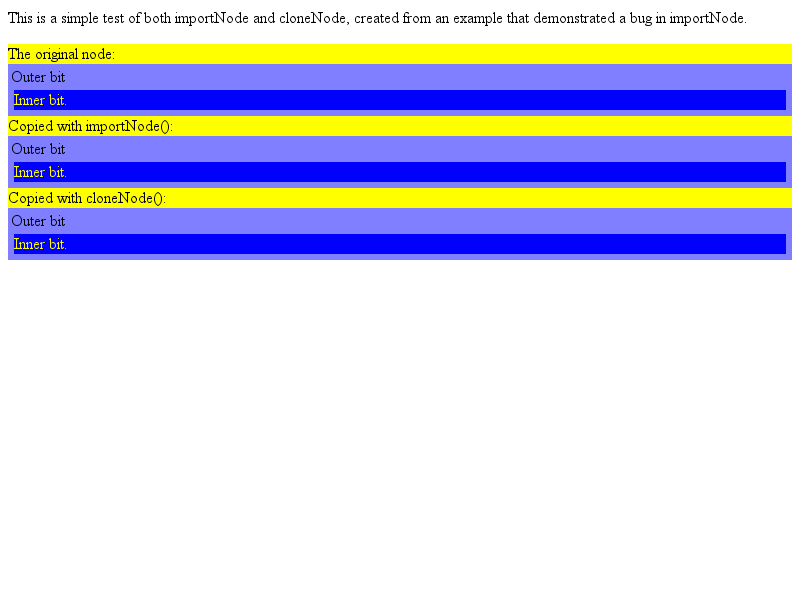 This is a simple test of both importNode and cloneNode, created from an example that demonstrated a bug in importNode.
The original node:
Outer bit
Inner bit.
Copied with importNode():
Outer bit
Inner bit.
Copied with cloneNode():
Outer bit
Inner bit.